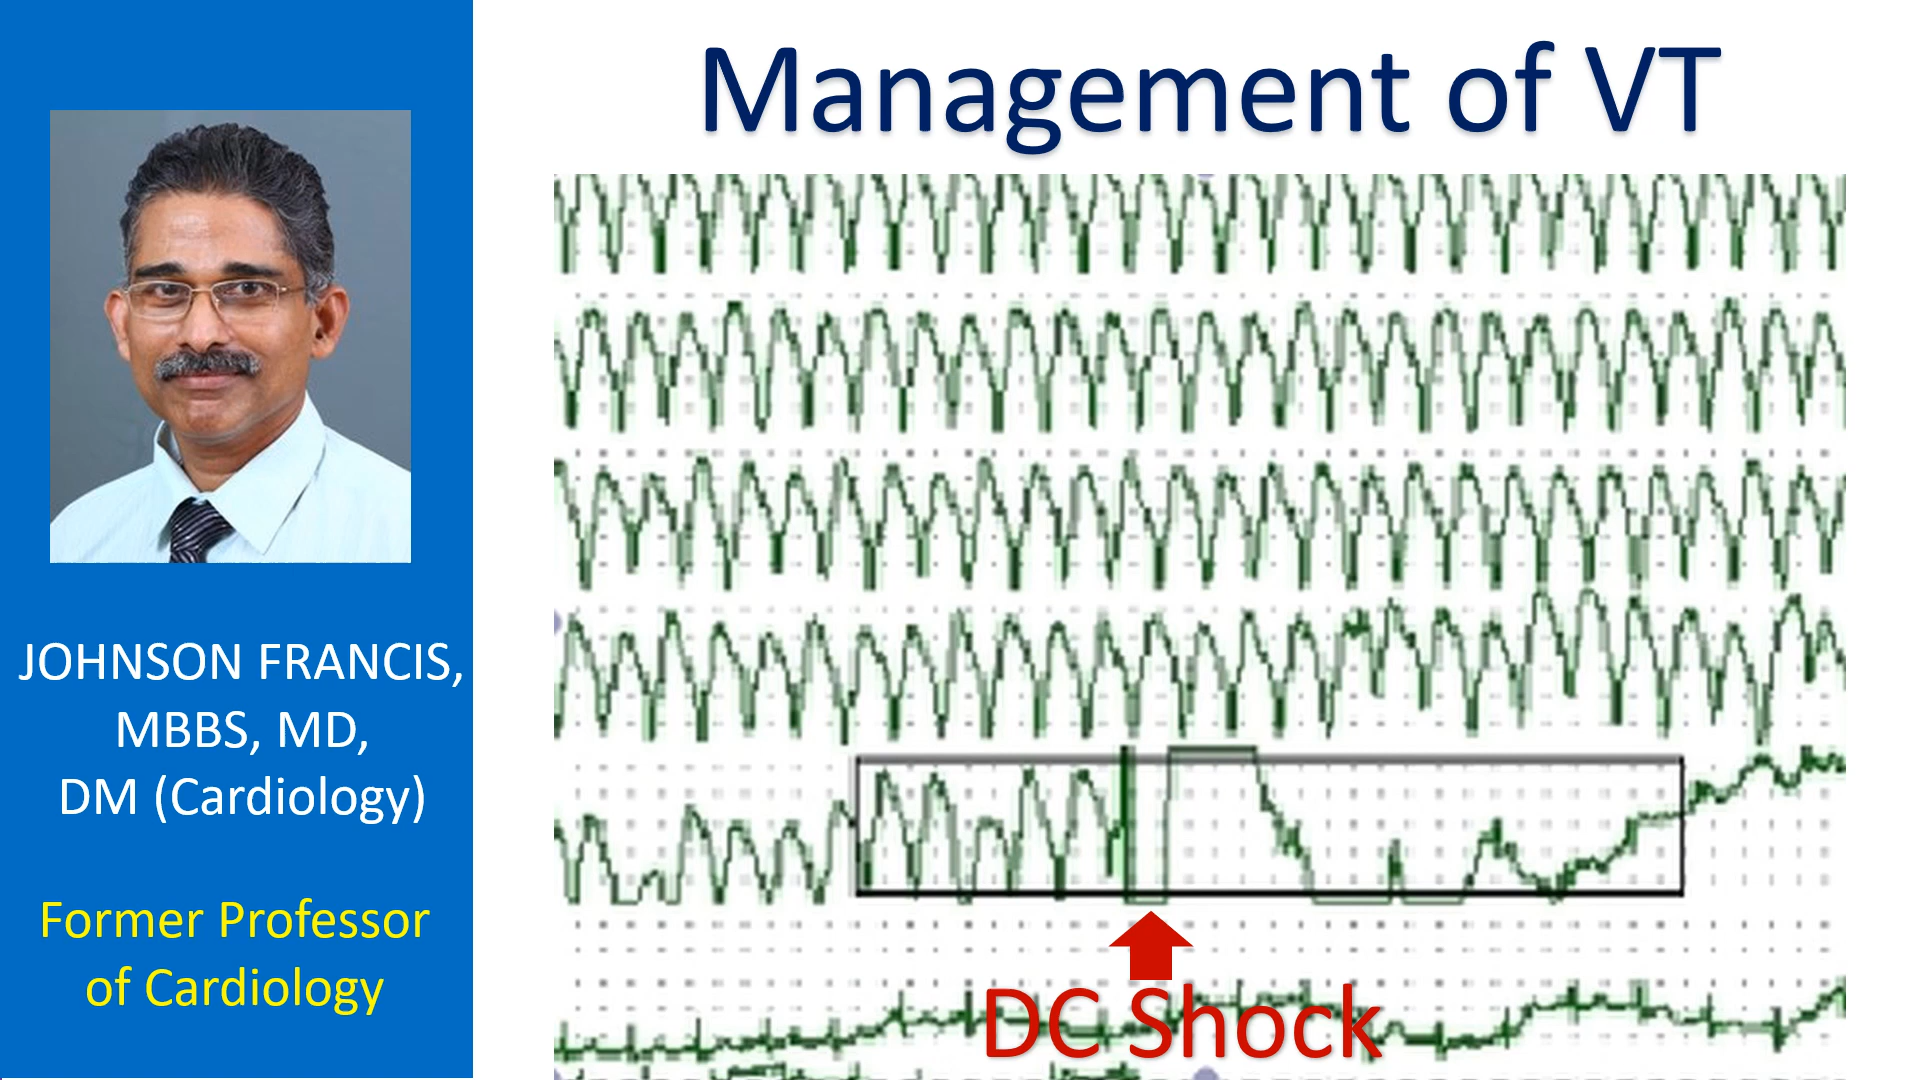 Management of VT
JOHNSON FRANCIS,
MBBS, MD,
DM (Cardiology)
Former Professor
of Cardiology
DC Shock